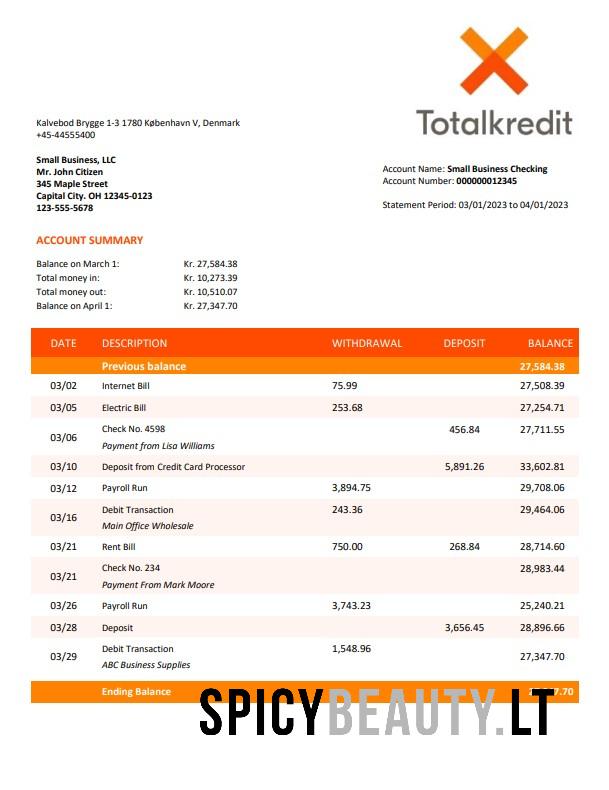 Totalkredit
Kalvebod Brygge 1-3 1780 København V, Denmark
+45-44555400
Small Business, LLC
Mr. John Citizen
345 Maple Street
Capital City. OH 12345-0123
123-555-5678
Account Name: Small Business Checking
Account Number: 000000012345
Statement Period: 03/01/2023 to 04/01/2023
ACCOUNT SUMMARY
Balance on March 1: Kr. 27,584.38
Total money in: Kr. 10,273.39
Total money out: Kr. 10,510.07
Balance on April 1: Kr. 27,347.70
DATE DESCRIPTION WITHDRAWAL DEPOSIT BALANCE
Previous balance 27,584.38
03/02 Internet Bill 75.99 27,508.39
03/05 Electric Bill 253.68 27,254.71
03/06 Check No. 4598 456.84 27,711.55
Payment from Lisa Williams
03/10 Deposit from Credit Card Processor 5,891.26 33,602.81
03/12 Payroll Run 3,894.75 29,708.06
03/16 Debit Transaction 243.36 29,464.06
Main Office Wholesale
03/21 Rent Bill 750.00 268.84 28,714.60
03/21 Check No. 234 28,983.44
Payment From Mark Moore
03/26 Payroll Run 3,743.23 25,240.21
03/28 Deposit 3,656.45 28,896.66
03/29 Debit Transaction 1,548.96 27,347.70
ABC Business Supplies
Ending Balance
SPICYBEAUTY.LT